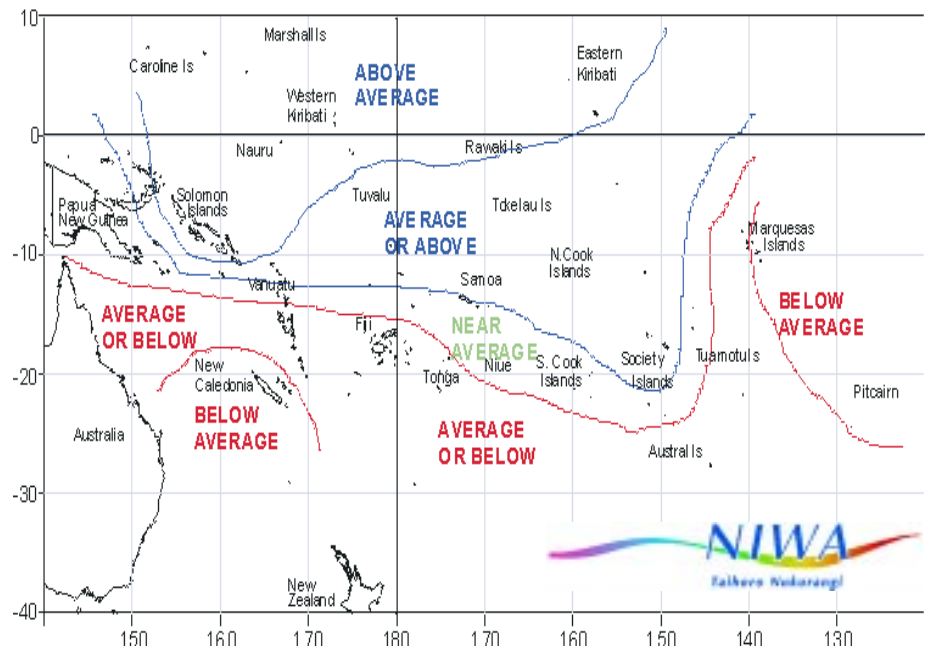 10
Marshall Is
Eastern
Kiribati
Caroline Is
ABOVE
AVERAGE
Western
Kiribati
0
Nauru
Rawaki Is
Papua
New Guinea
Solomon
Islands
Tuvalu
Tokelau Is
AVERAGE
OR ABOVE
Marquesas
Islands
-10
N.Cook
Islands
Vanuatu
Samoa
AVERAGE
OR BELOW
Fiji
NEAR
AVERAGE
BELOW
AVERAGE
New
Caledonia
Tonga
Niue
S. Cook
Islands
Society
Islands
Tuamotu Is
-20
Pitcairn
BELOW
AVERAGE
Australia
AVERAGE
OR BELOW
Austral Is
-30
NIWA
Taihoro Nukurangi
New
Zealand
-40
150 160 170 180 170 160 150 140 130